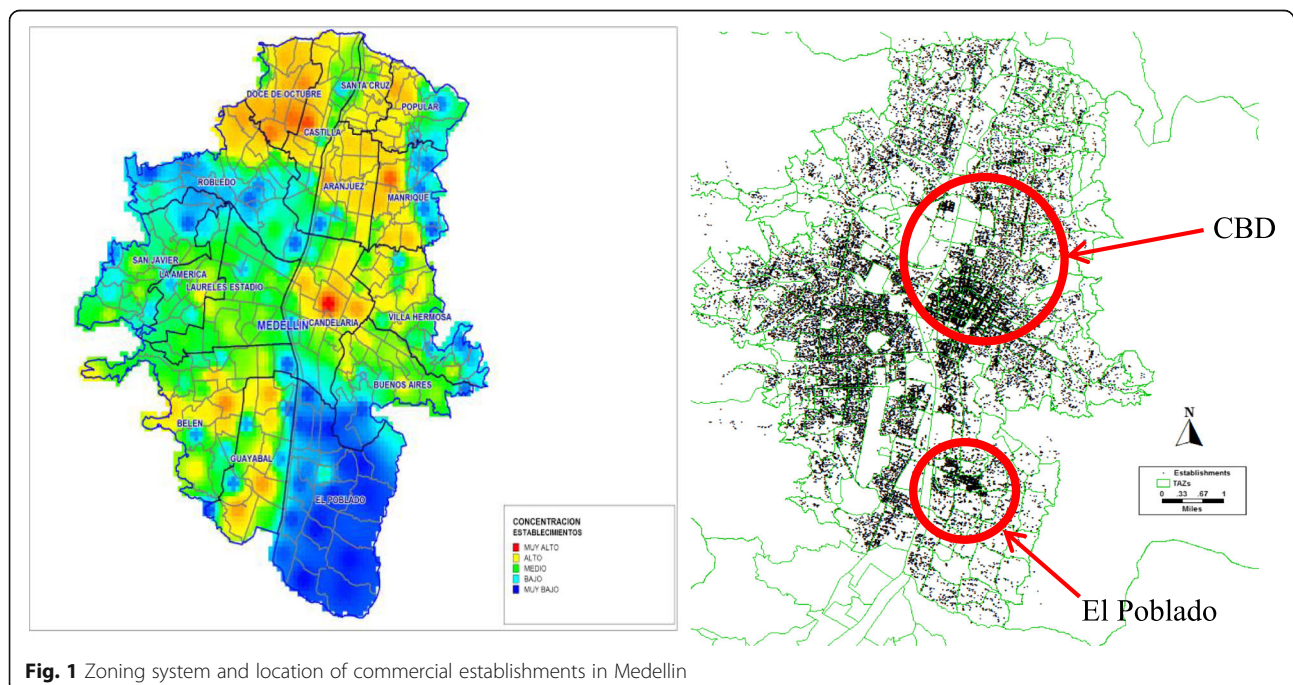 DOCE DE OCTUBRE
SANTA CRUZ
POPULAR
CASTILLA
ROBLEDO
ARANJUEZ
MANRIQUE
SAN JAVIER
LA AMERICA
LAURELES ESTADIO
MEDELLIN
CANDELARIA
VILLA HERMOSA
BUENOS AIRES
BELEN
GUAYABAL
EL POBLADO
CONCENTRACION
ESTABLECIMIENTOS
MUY ALTO
ALTO
MEDIO
BAJO
MUY BAJO
CBD
N
Establishments
TAZs
0 .33 .67 1
Miles
El Poblado
Fig. 1 Zoning system and location of commercial establishments in Medellin